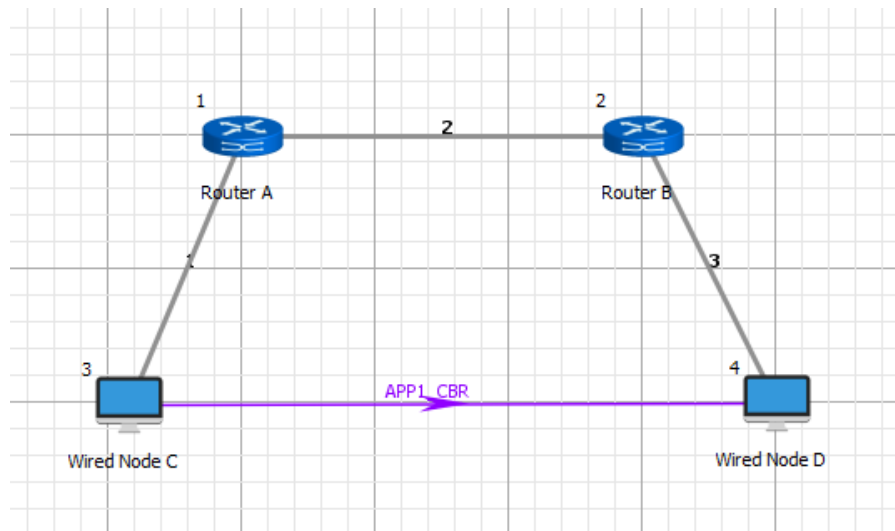 1
2
2
Router A
Router B
1
3
3
4
APP1_CBR
Wired Node C
Wired Node D